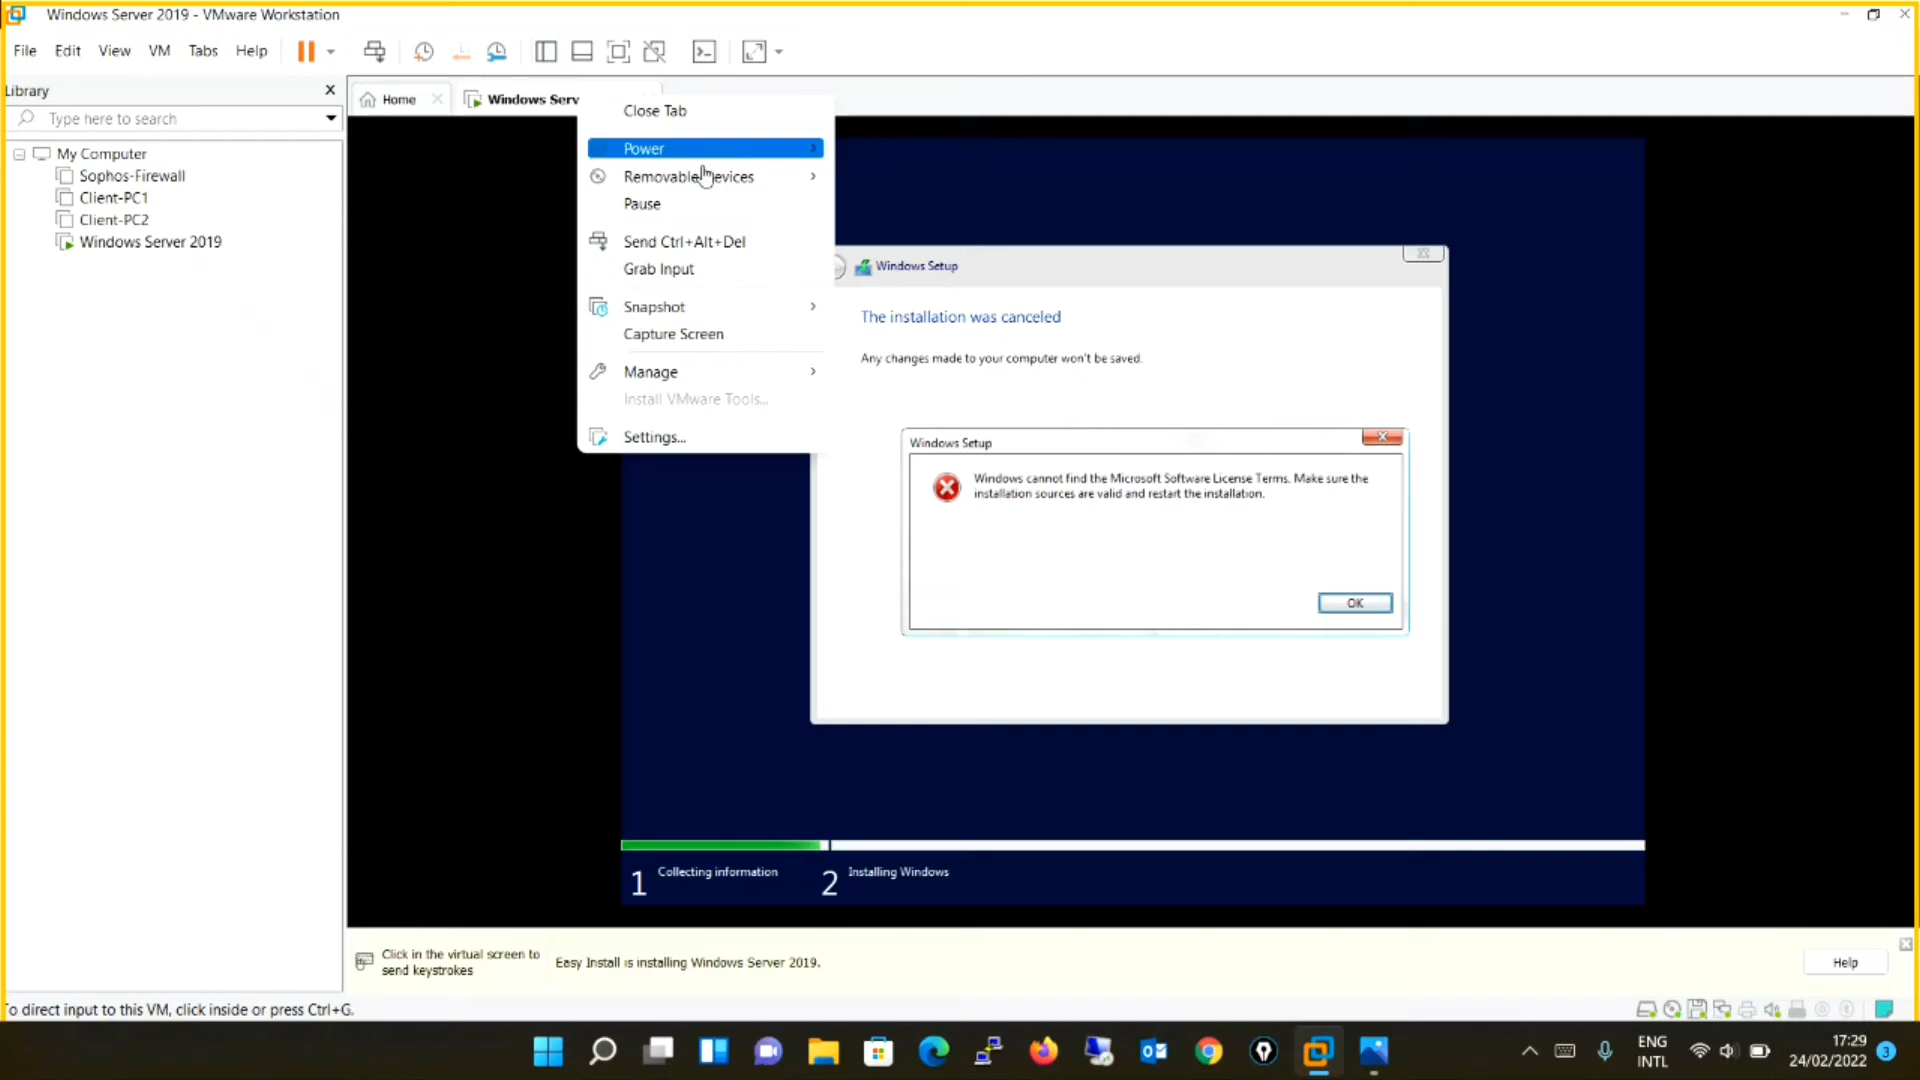 Windows Server 2019 - VMware Workstation
File Edit View VM Tabs Help
Library
Type here to search
My Computer
Sophos-Firewall
Client-PC1
Client-PC2
Windows Server 2019
Home
Windows Serv
Close Tab
Power
Removable Devices
Pause
Send Ctrl+Alt+Del
Grab Input
Snapshot
Capture Screen
Manage
Install VMware Tools...
Settings...
Windows Setup
The installation was canceled
Any changes made to your computer won't be saved.
Windows Setup
Windows cannot find the Microsoft Software License Terms. Make sure the
installation sources are valid and restart the installation.
OK
1 Collecting information
2 Installing Windows
Click in the virtual screen to
send keystrokes
Easy Install is installing Windows Server 2019.
Help
To direct input to this VM, click inside or press Ctrl+G.
ENG
INTL
17:29
24/02/2022
3